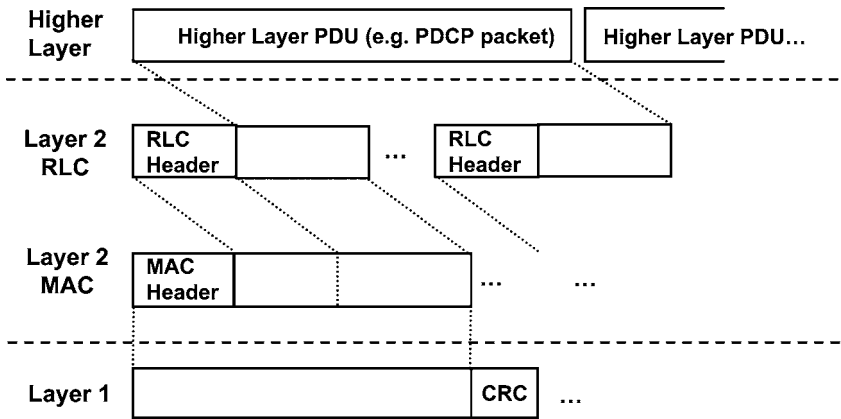 Higher
Layer
Higher Layer PDU (e.g. PDCP packet)
Higher Layer PDU...
Layer 2
RLC
RLC
Header
...
RLC
Header
Layer 2
MAC
MAC
Header
...
...
Layer 1
CRC
...